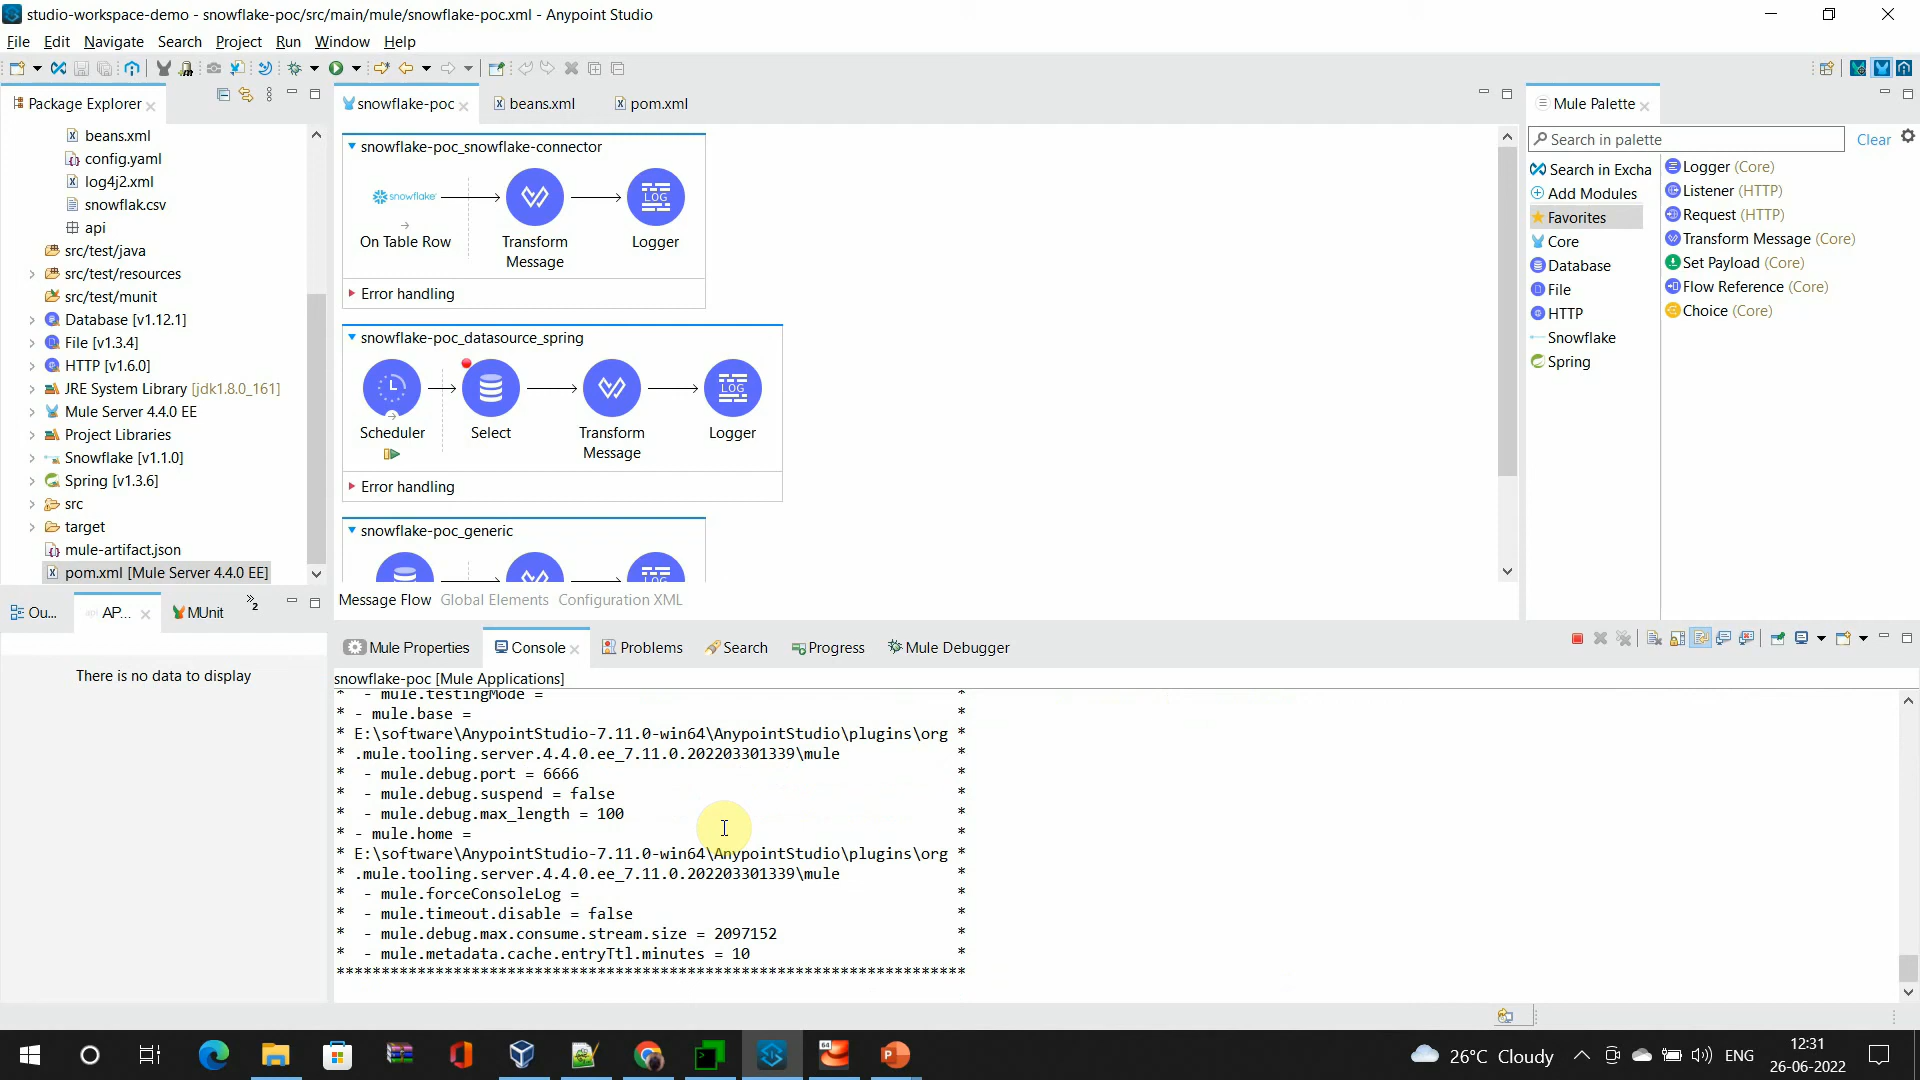 studio-workspace-demo - snowflake-poc/src/main/mule/snowflake-poc.xml - Anypoint Studio
File Edit Navigate Search Project Run Window Help
Package Explorer
snowflake-poc beans.xml pom.xml
Mule Palette
beans.xml
config.yaml
log4j2.xml
snowflak.csv
api
src/test/java
src/test/resources
src/test/munit
Database [v1.12.1]
File [v1.3.4]
HTTP [v1.6.0]
JRE System Library [jdk1.8.0_161]
Mule Server 4.4.0 EE
Project Libraries
Snowflake [v1.1.0]
Spring [v1.3.6]
src
target
mule-artifact.json
pom.xml [Mule Server 4.4.0 EE]
snowflake-poc_snowflake-connector
snowflake
LOG
On Table Row
Transform Message
Logger
Error handling
snowflake-poc_datasource_spring
LOG
Scheduler
Select
Transform Message
Logger
Error handling
snowflake-poc_generic
Message Flow Global Elements Configuration XML
Search in palette Clear
Search in Excha
Add Modules
Favorites
Core
Database
File
HTTP
Snowflake
Spring
Logger (Core)
Listener (HTTP)
Request (HTTP)
Transform Message (Core)
Set Payload (Core)
Flow Reference (Core)
Choice (Core)
Ou... AP... MUnit 2
There is no data to display
Mule Properties Console Problems Search Progress Mule Debugger
snowflake-poc [Mule Applications]
*  - mule.testingMode = *
* - mule.base = *
* E:\software\AnypointStudio-7.11.0-win64\AnypointStudio\plugins\org *
* .mule.tooling.server.4.4.0.ee_7.11.0.202203301339\mule *
*  - mule.debug.port = 6666 *
*  - mule.debug.suspend = false *
*  - mule.debug.max_length = 100 *
* - mule.home = *
* E:\software\AnypointStudio-7.11.0-win64\AnypointStudio\plugins\org *
* .mule.tooling.server.4.4.0.ee_7.11.0.202203301339\mule *
*  - mule.forceConsoleLog = *
*  - mule.timeout.disable = false *
*  - mule.debug.max.consume.stream.size = 2097152 *
*  - mule.metadata.cache.entryTtl.minutes = 10 *
**********************************************************************
26°C Cloudy ENG
12:31
26-06-2022